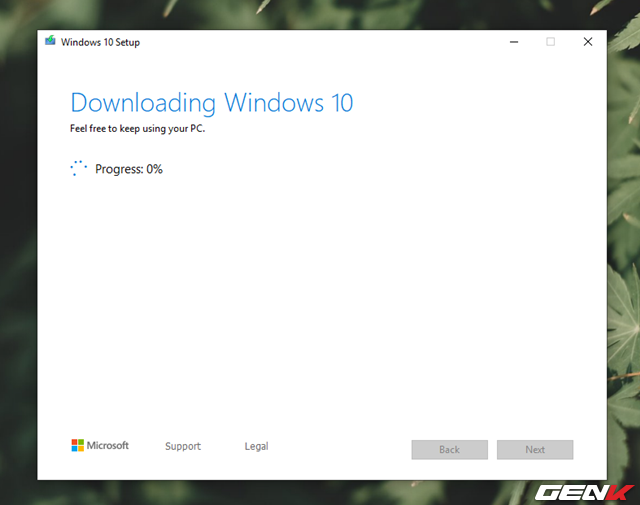 Windows 10 Setup
Downloading Windows 10
Feel free to keep using your PC.
Progress: 0%
Microsoft Support Legal Back Next
GENK